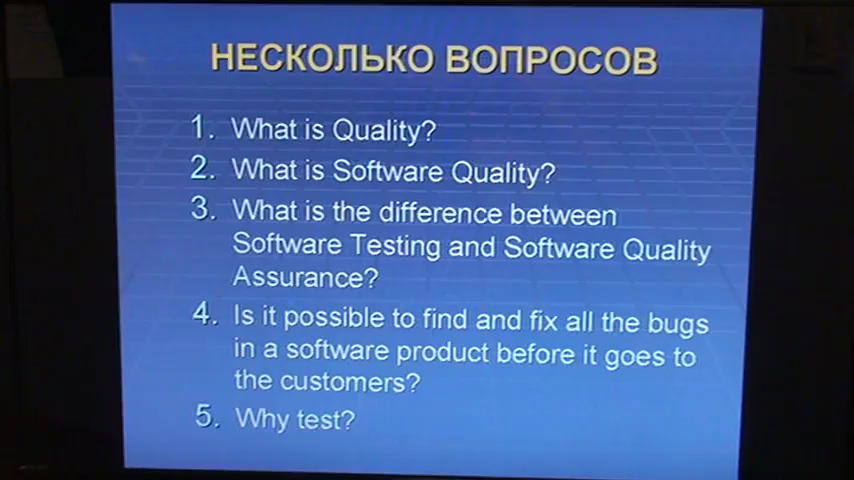 НЕСКОЛЬКО ВОПРОСОВ
1. What is Quality?
2. What is Software Quality?
3. What is the difference between
Software Testing and Software Quality
Assurance?
4. Is it possible to find and fix all the bugs
in a software product before it goes to
the customers?
5. Why test?